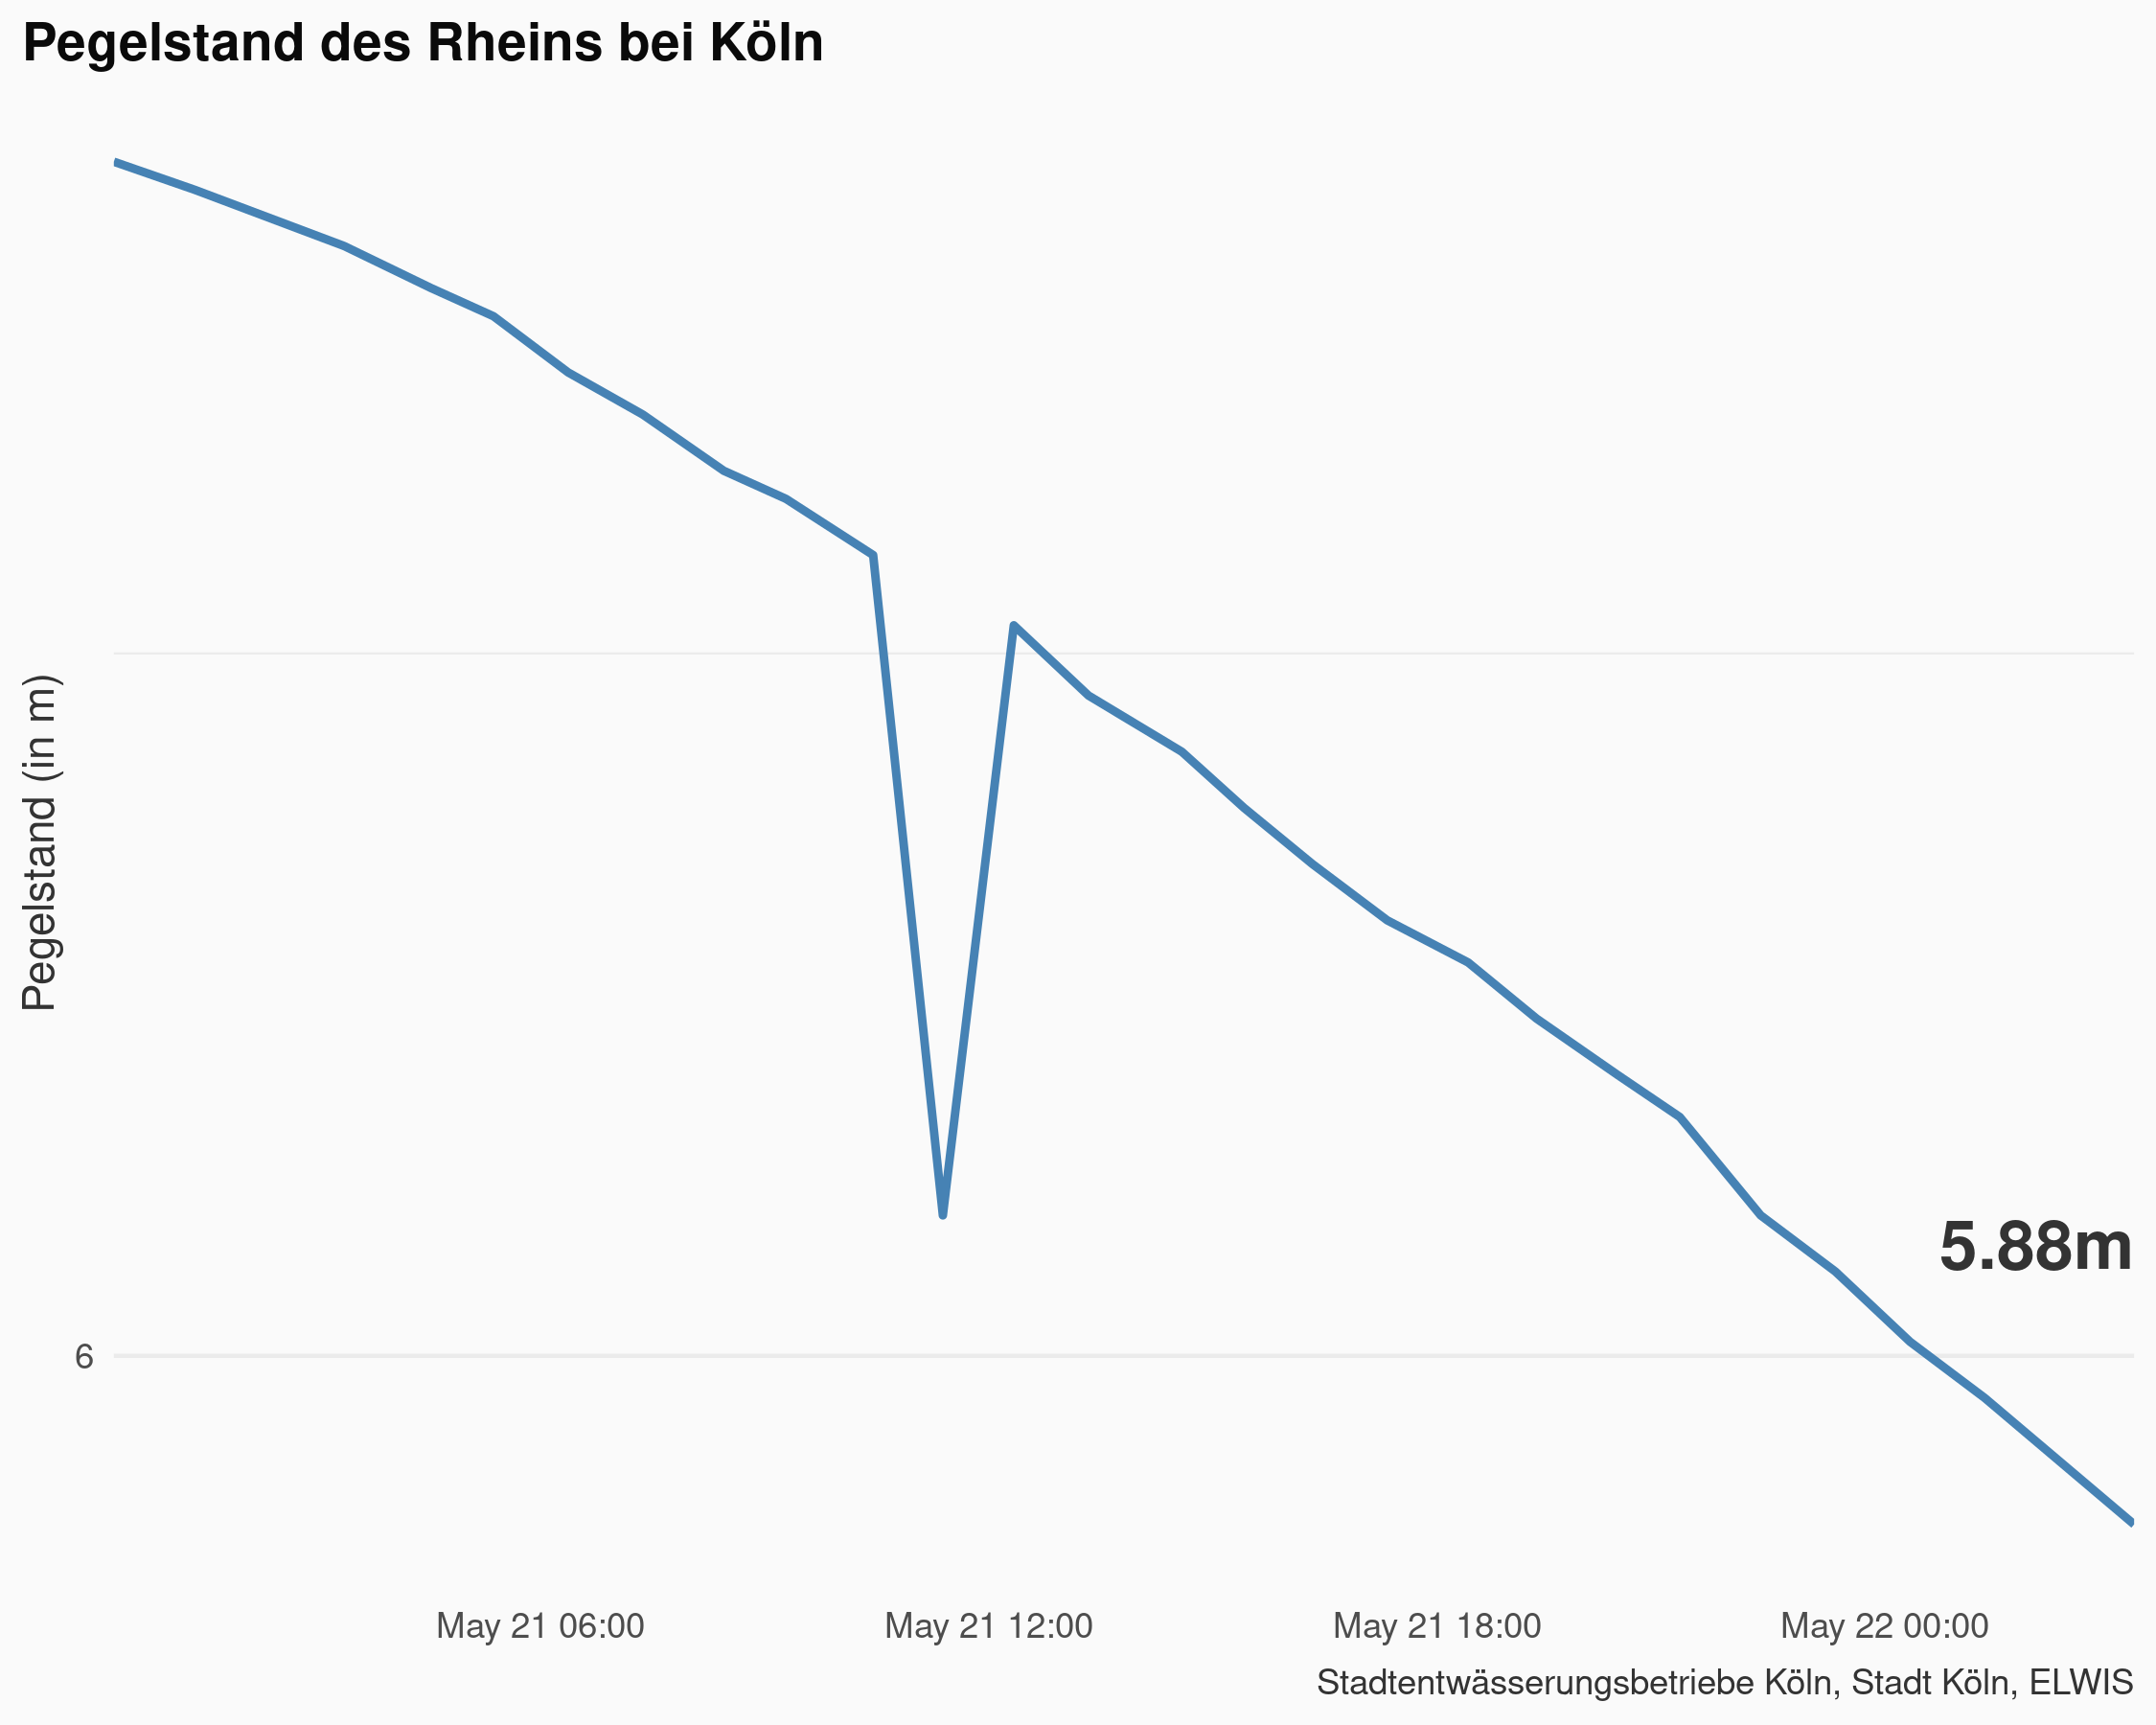 Pegelstand des Rheins bei Köln
Pegelstand (in m)
5.88m
6
May 21 06:00
May 21 12:00
May 21 18:00
May 22 00:00
Stadtentwässerungsbetriebe Köln, Stadt Köln, ELWIS